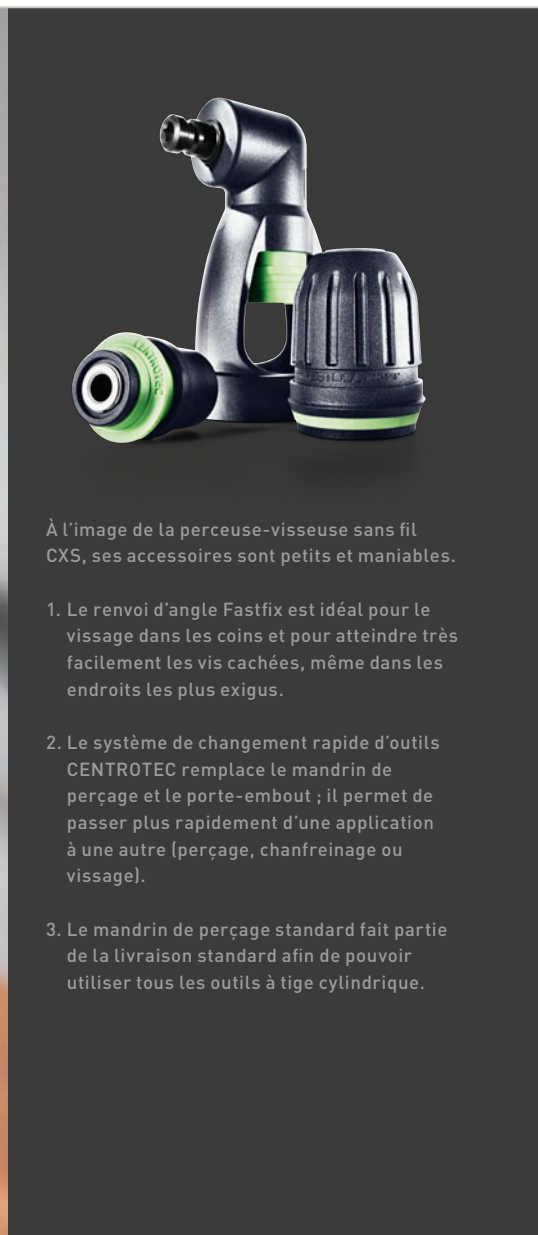 CENTROTEC
À l'image de la perceuse-visseuse sans fil
CXS, ses accessoires sont petits et maniables.
1. Le renvoi d'angle Fastfix est idéal pour le
vissage dans les coins et pour atteindre très
facilement les vis cachées, même dans les
endroits les plus exigus.
2. Le système de changement rapide d'outils
CENTROTEC remplace le mandrin de
perçage et le porte-embout ; il permet de
passer plus rapidement d'une application
à une autre (perçage, chanfreinage ou
vissage).
3. Le mandrin de perçage standard fait partie
de la livraison standard afin de pouvoir
utiliser tous les outils à tige cylindrique.